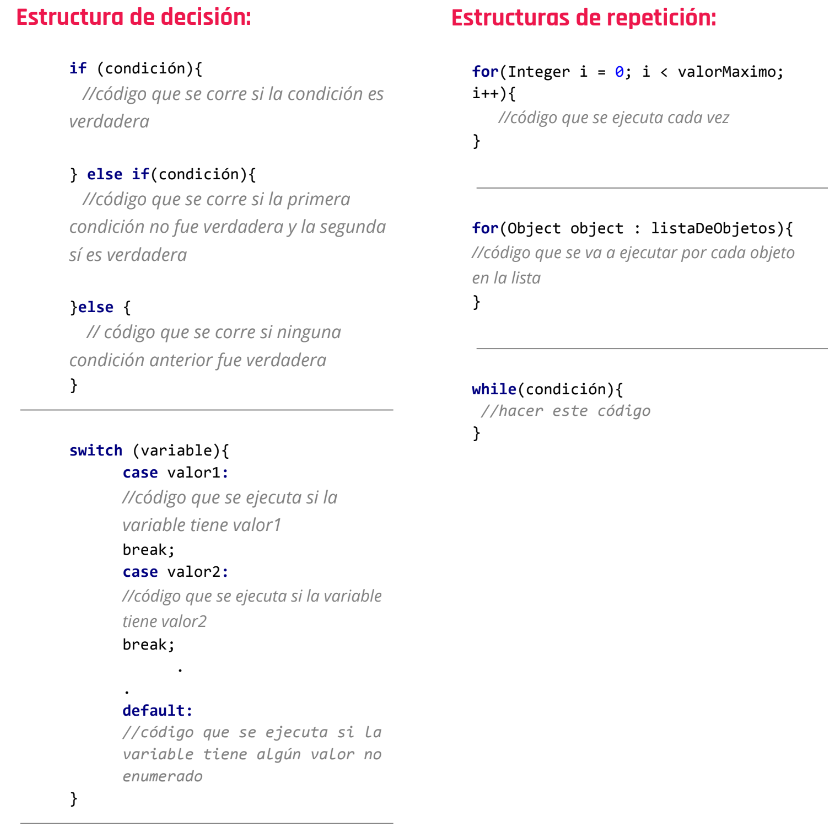 Estructura de decisión:
if (condición){
//código que se corre si la condición es
verdadera
} else if(condición){
//código que se corre si la primera
condición no fue verdadera y la segunda
sí es verdadera
}else {
// código que se corre si ninguna
condición anterior fue verdadera
}
switch (variable){
case valor1:
//código que se ejecuta si la
variable tiene valor1
break;
case valor2:
//código que se ejecuta si la variable
tiene valor2
break;
.
.
default:
//código que se ejecuta si la
variable tiene algún valor no
enumerado
}
Estructuras de repetición:
for(Integer i = 0; i < valorMaximo;
i++){
//código que se ejecuta cada vez
}
for(Object object : listaDeObjetos){
//código que se va a ejecutar por cada objeto
en la lista
}
while(condición){
//hacer este código
}